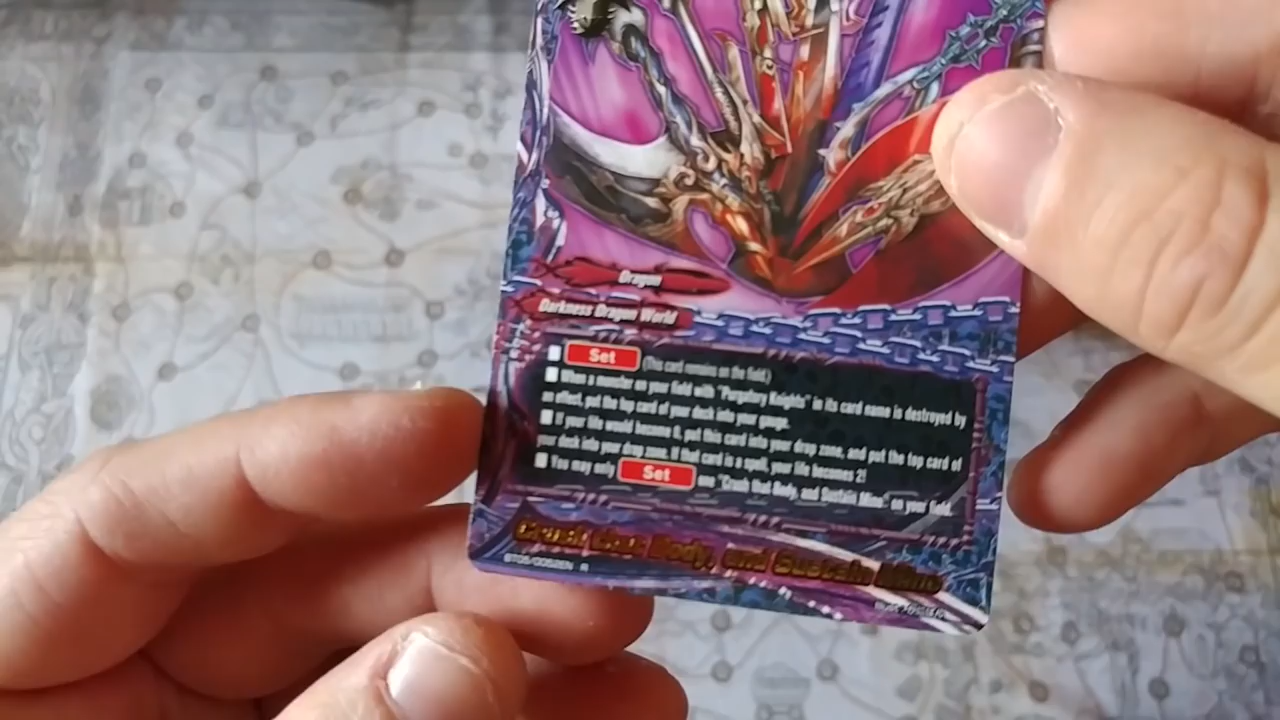 Dragon
Darkness Dragon World
Set (This card remains on the field.)
When a monster on your field with "Purgatory Knights" in its card name is destroyed by
an effect, put the top card of your deck into your gauge.
If your life would become 0, put this card into your drop zone, and put the top card of
your deck into your drop zone. If that card is a spell, your life becomes 2!
You may only Set one "Crush that Body, and Sustain Mine" on your field.
Crush that Body, and Sustain Mine
BT05/0052EN R